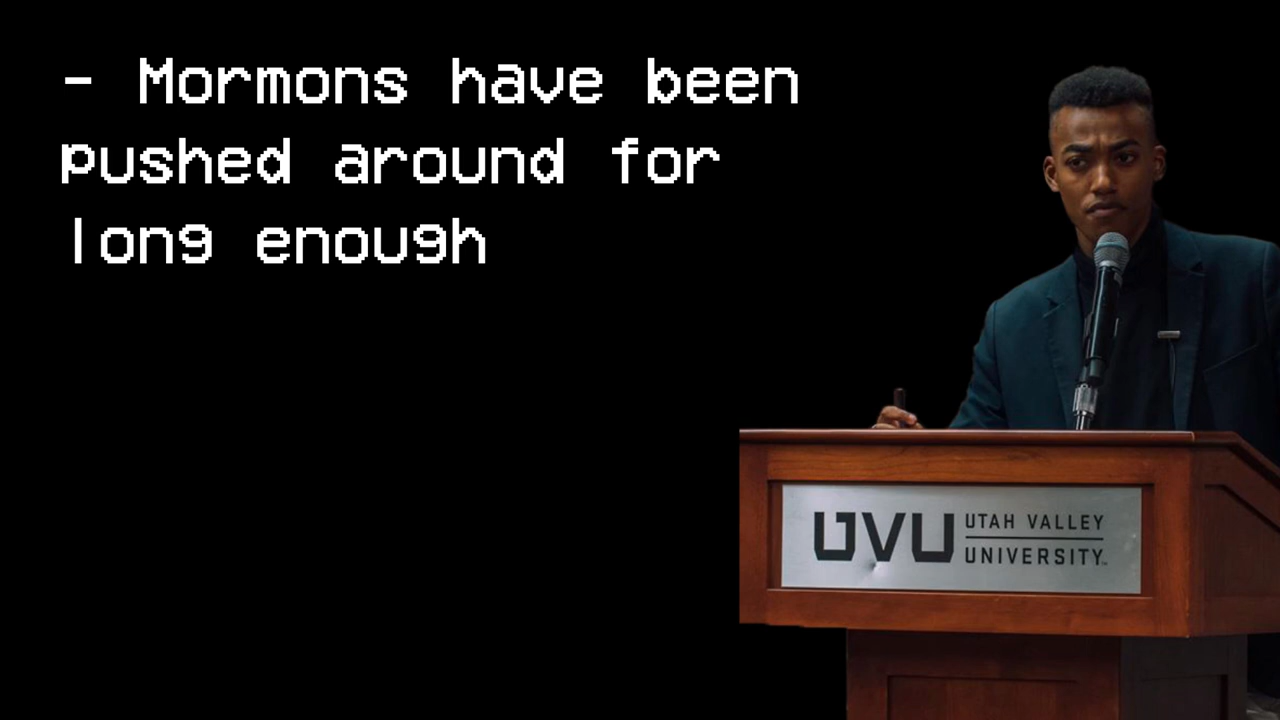 - Mormons have been
pushed around for
long enough
UVU UTAH VALLEY
UNIVERSITY